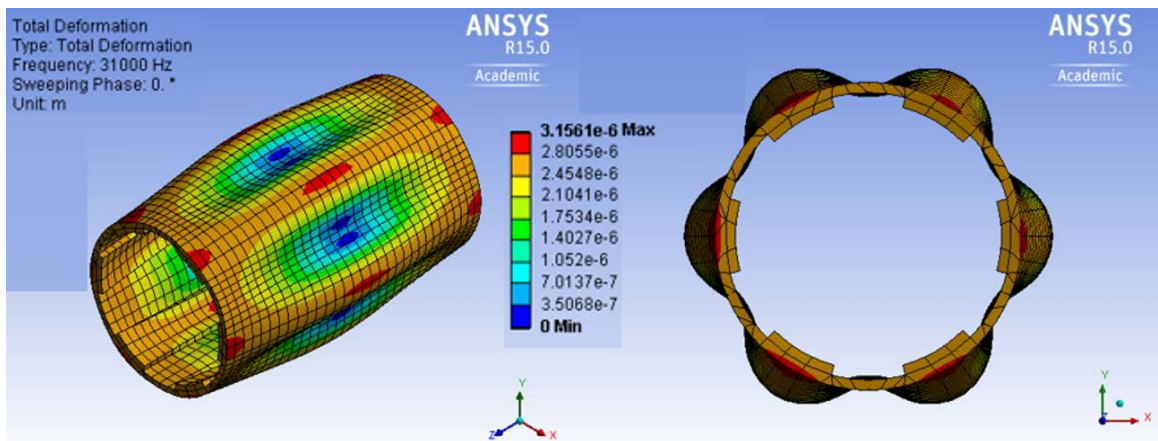 Total Deformation
Type: Total Deformation
Frequency: 31000 Hz
Sweeping Phase: 0. °
Unit: m
ANSYS
R15.0
Academic
3.1561e-6 Max
2.8055e-6
2.4548e-6
2.1041e-6
1.7534e-6
1.4027e-6
1.052e-6
7.0137e-7
3.5068e-7
0 Min
Y
Z
X
ANSYS
R15.0
Academic
Y
Z
X